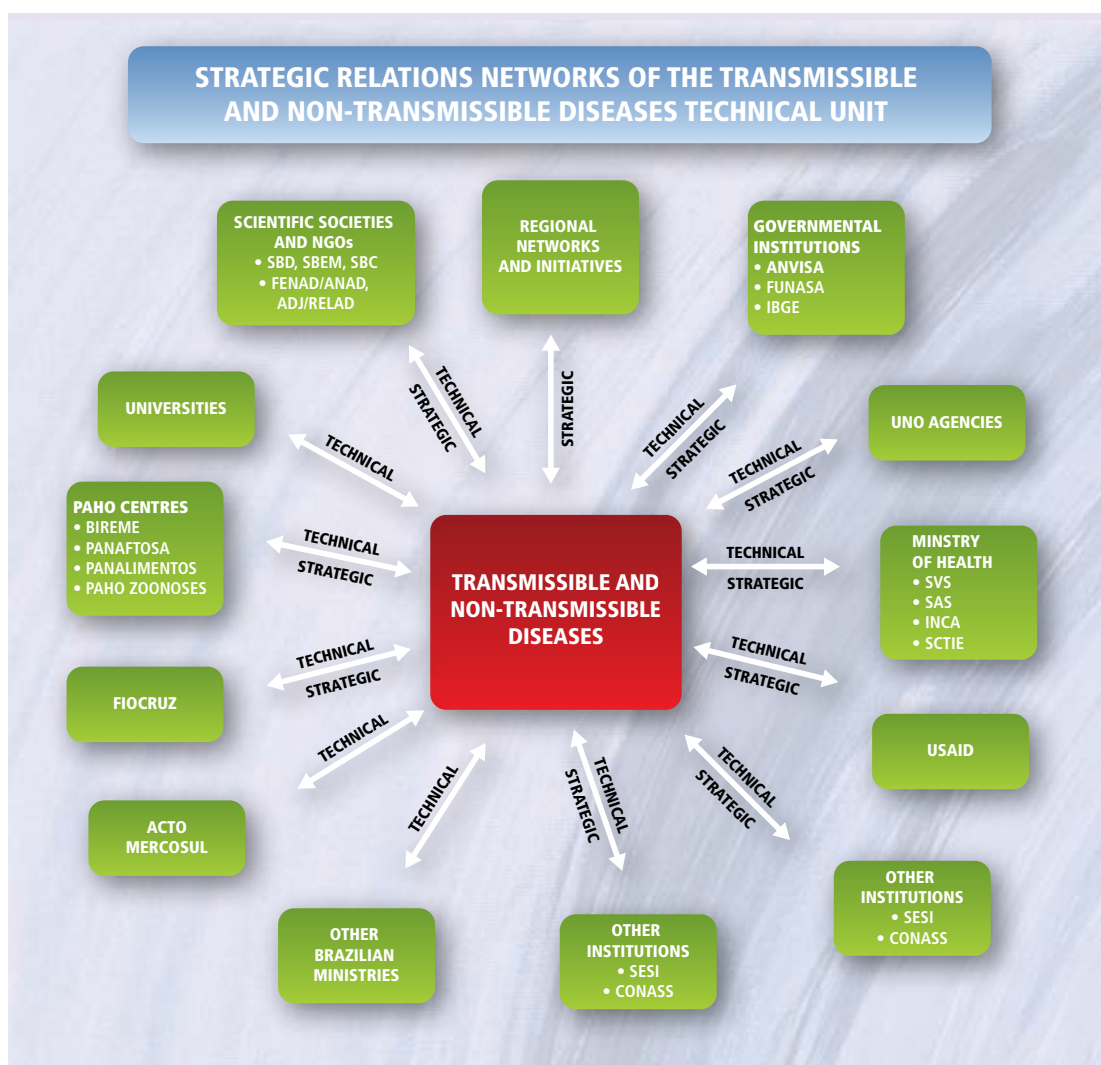 STRATEGIC RELATIONS NETWORKS OF THE TRANSMISSIBLE
AND NON-TRANSMISSIBLE DISEASES TECHNICAL UNIT
SCIENTIFIC SOCIETIES
AND NGOs
• SBD, SBEM, SBC
• FENAD/ANAD,
ADJ/RELAD
REGIONAL
NETWORKS
AND INITIATIVES
GOVERNMENTAL
INSTITUTIONS
• ANVISA
• FUNASA
• IBGE
TECHNICAL
STRATEGIC
STRATEGIC
TECHNICAL
STRATEGIC
UNIVERSITIES
TECHNICAL
UNO AGENCIES
TECHNICAL
STRATEGIC
PAHO CENTRES
• BIREME
• PANAFTOSA
• PANALIMENTOS
• PAHO ZOONOSES
TECHNICAL
STRATEGIC
TRANSMISSIBLE AND
NON-TRANSMISSIBLE
DISEASES
TECHNICAL
STRATEGIC
MINSTRY
OF HEALTH
• SVS
• SAS
• INCA
• SCTIE
FIOCRUZ
TECHNICAL
STRATEGIC
TECHNICAL
STRATEGIC
USAID
ACTO
MERCOSUL
TECHNICAL
TECHNICAL
TECHNICAL
STRATEGIC
TECHNICAL
STRATEGIC
OTHER
BRAZILIAN
MINISTRIES
OTHER
INSTITUTIONS
• SESI
• CONASS
OTHER
INSTITUTIONS
• SESI
• CONASS